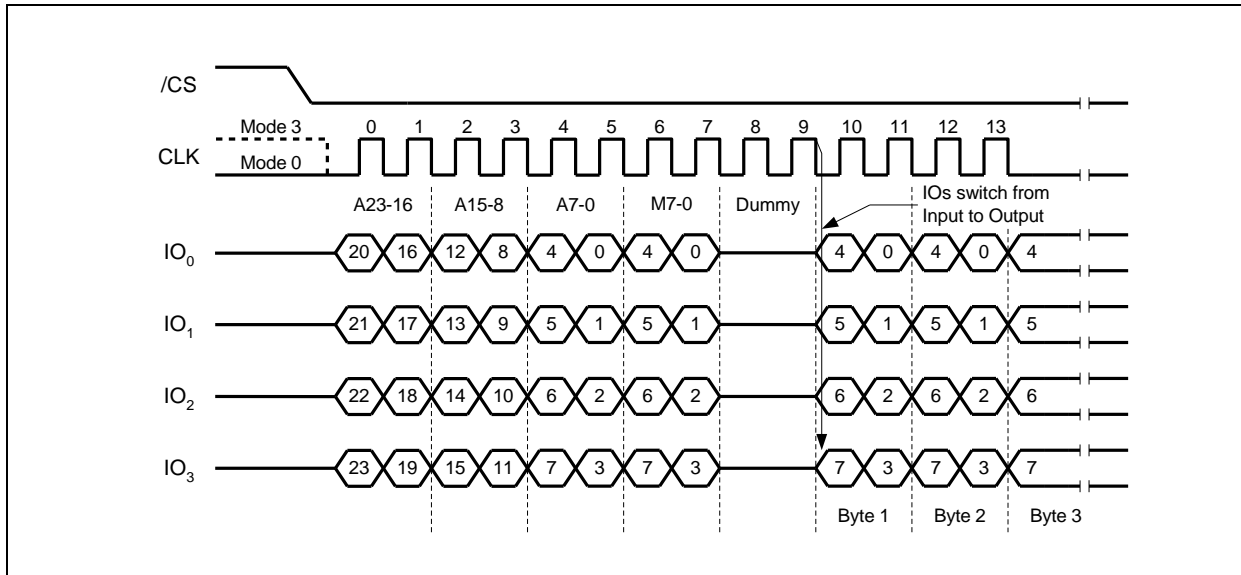 /CS
Mode 3 0 1 2 3 4 5 6 7 8 9 10 11 12 13
CLK
Mode 0
A23-16 A15-8 A7-0 M7-0 Dummy
IOs switch from
Input to Output
IO0 20 16 12 8 4 0 4 0 4 0 4 0 4
IO1 21 17 13 9 5 1 5 1 5 1 5 1 5
IO2 22 18 14 10 6 2 6 2 6 2 6 2 6
IO3 23 19 15 11 7 3 7 3 7 3 7 3 7
Byte 1 Byte 2 Byte 3